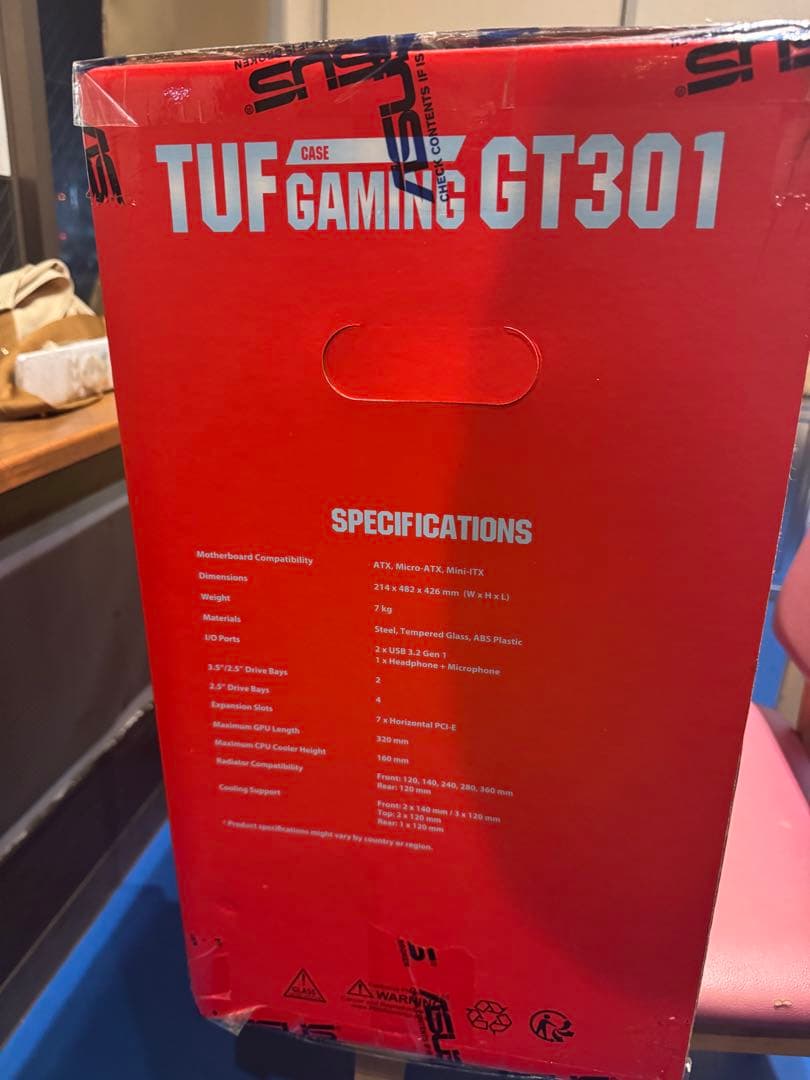 ASUS
ASUS
ASUS
CHECK CONTENTS IF IS
CASE
TUF GAMING GT301
SPECIFICATIONS
Motherboard Compatibility ATX, Micro-ATX, Mini-ITX
Dimensions 214 x 482 x 426 mm (W x H x L)
Weight 7 kg
Materials Steel, Tempered Glass, ABS Plastic
I/O Ports 2 x USB 3.2 Gen 1
1 x Headphone + Microphone
3.5"/2.5" Drive Bays 2
2.5" Drive Bays 4
Expansion Slots 7 x Horizontal PCI-E
Maximum GPU Length 320 mm
Maximum CPU Cooler Height 160 mm
Radiator Compatibility Front: 120, 140, 240, 280, 360 mm
Rear: 120 mm
Cooling Support Front: 2 x 140 mm / 3 x 120 mm
Top: 2 x 120 mm
Rear: 1 x 120 mm
* Product specifications might vary by country or region.
GLASS
WARNING
ASUS